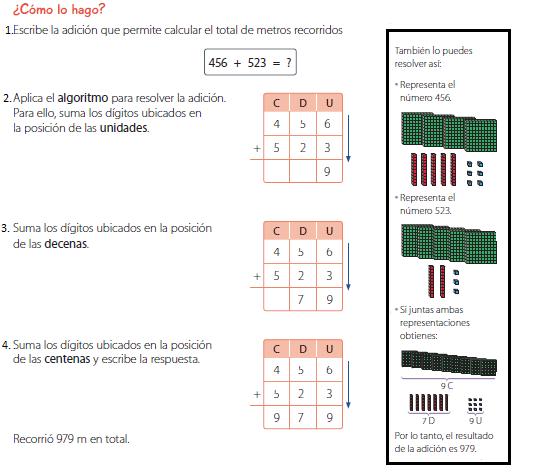 ¿Cómo lo hago?
1. Escribe la adición que permite calcular el total de metros recorridos
456 + 523 = ?
2. Aplica el algoritmo para resolver la adición.
Para ello, suma los dígitos ubicados en
la posición de las unidades.
C D U
4 5 6
+ 5 2 3
9
3. Suma los dígitos ubicados en la posición
de las decenas.
C D U
4 5 6
+ 5 2 3
7 9
4. Suma los dígitos ubicados en la posición
de las centenas y escribe la respuesta.
C D U
4 5 6
+ 5 2 3
9 7 9
Recorrió 979 m en total.
También lo puedes
resolver así:
• Representa el
número 456.
• Representa el
número 523.
• Si juntas ambas
representaciones
obtienes:
9 C
7 D 9 U
Por lo tanto, el resultado
de la adición es 979.